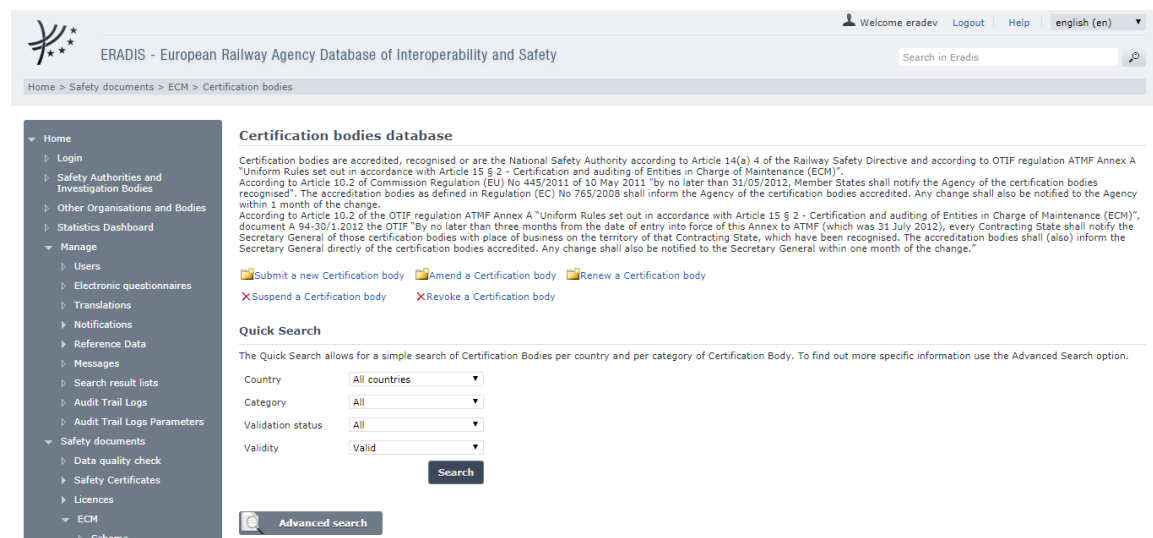 Welcome eradev Logout Help english (en)
ERADIS - European Railway Agency Database of Interoperability and Safety
Search in Eradis
Home > Safety documents > ECM > Certification bodies
Home
Login
Safety Authorities and
Investigation Bodies
Other Organisations and Bodies
Statistics Dashboard
Manage
Users
Electronic questionnaires
Translations
Notifications
Reference Data
Messages
Search result lists
Audit Trail Logs
Audit Trail Logs Parameters
Safety documents
Data quality check
Safety Certificates
Licences
ECM
Schema
Certification bodies database
Certification bodies are accredited, recognised or are the National Safety Authority according to Article 14(a) 4 of the Railway Safety Directive and according to OTIF regulation ATMF Annex A
"Uniform Rules set out in accordance with Article 15 § 2 - Certification and auditing of Entities in Charge of Maintenance (ECM)".
According to Article 10.2 of Commission Regulation (EU) No 445/2011 of 10 May 2011 "by no later than 31/05/2012, Member States shall notify the Agency of the certification bodies
recognised". The accreditation bodies as defined in Regulation (EC) No 765/2008 shall inform the Agency of the certification bodies accredited. Any change shall also be notified to the Agency
within 1 month of the change.
According to Article 10.2 of the OTIF regulation ATMF Annex A "Uniform Rules set out in accordance with Article 15 § 2 - Certification and auditing of Entities in Charge of Maintenance (ECM)",
document A 94-30/1.2012 the OTIF "By no later than three months from the date of entry into force of this Annex to ATMF (which was 31 July 2012), every Contracting State shall notify the
Secretary General of those certification bodies with place of business on the territory of that Contracting State, which have been recognised. The accreditation bodies shall (also) inform the
Secretary General directly of the certification bodies accredited. Any change shall also be notified to the Secretary General within one month of the change."
Submit a new Certification body Amend a Certification body Renew a Certification body
Suspend a Certification body Revoke a Certification body
Quick Search
The Quick Search allows for a simple search of Certification Bodies per country and per category of Certification Body. To find out more specific information use the Advanced Search option.
Country All countries
Category All
Validation status All
Validity Valid
Search
Advanced search